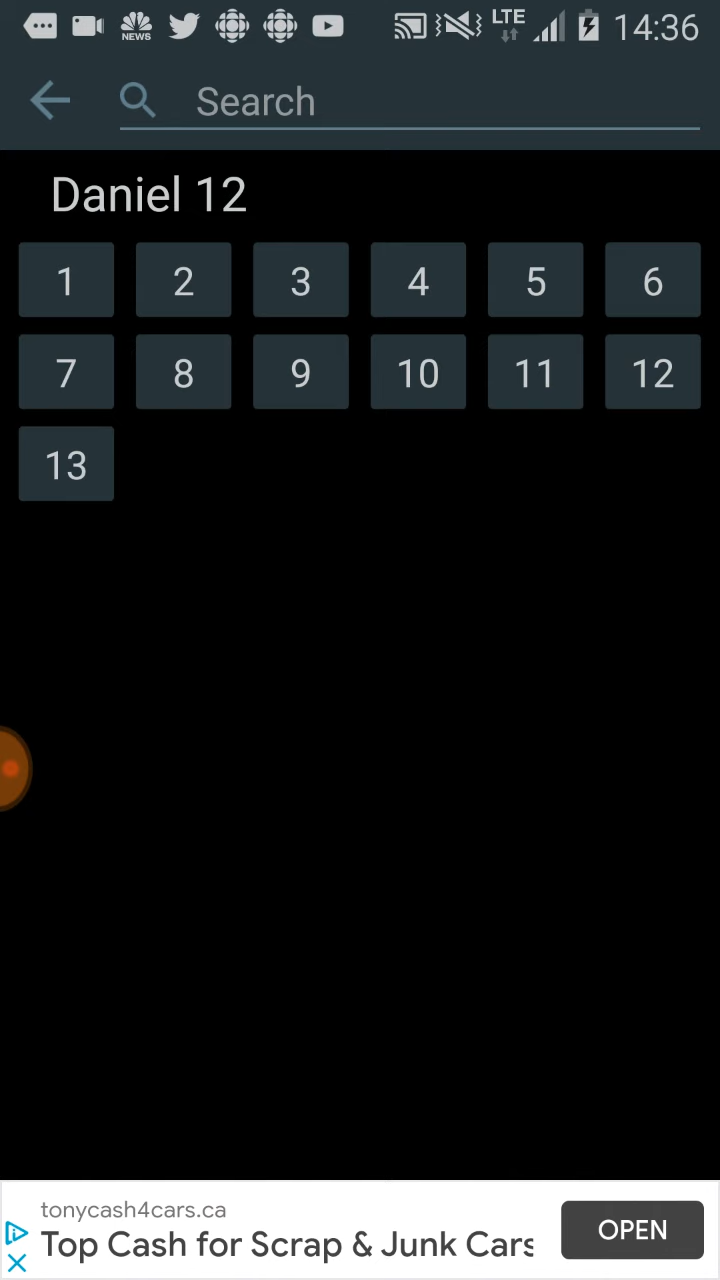 NEWS
LTE
14:36
Search
Daniel 12
1 2 3 4 5 6
7 8 9 10 11 12
13
tonycash4cars.ca
Top Cash for Scrap & Junk Cars
OPEN